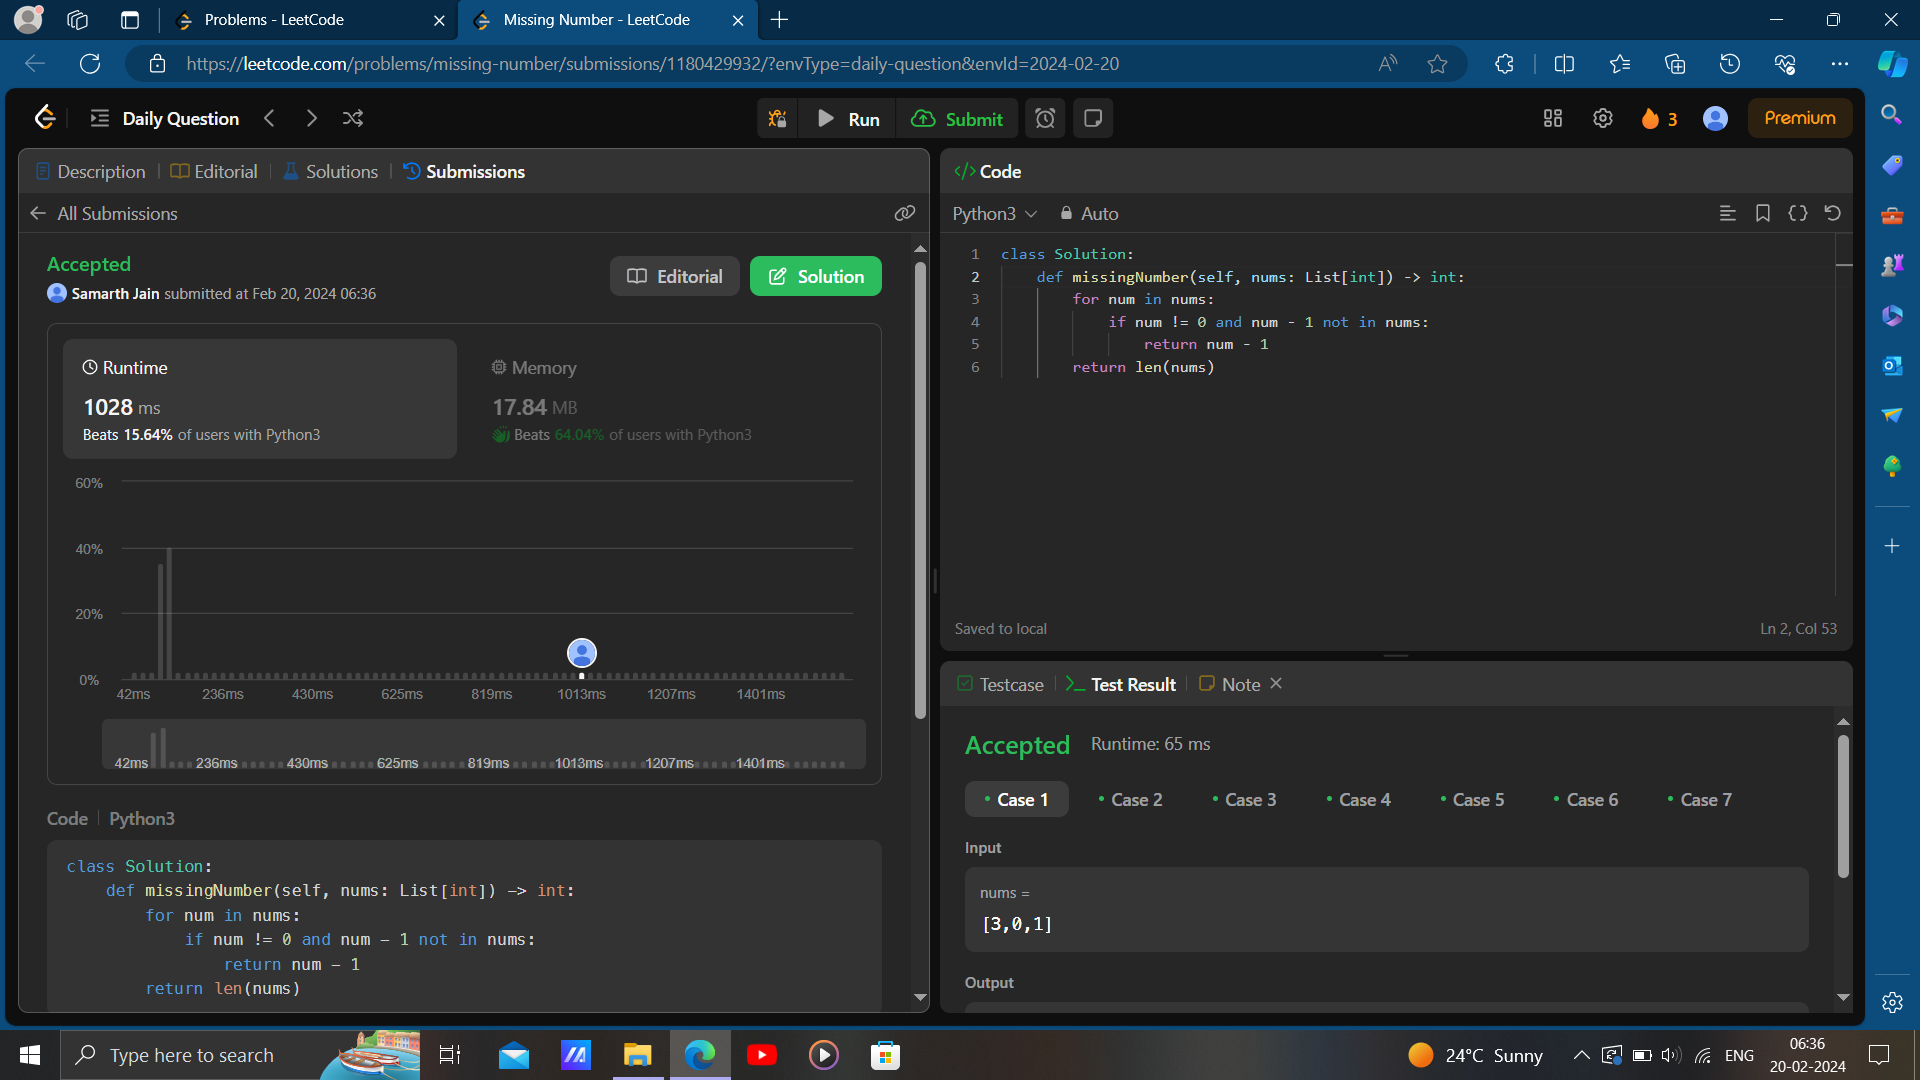 Problems - LeetCode
Missing Number - LeetCode
https://leetcode.com/problems/missing-number/submissions/1180429932/?envType=daily-question&envId=2024-02-20
Daily Question
Run
Submit
3
Premium
Description
Editorial
Solutions
Submissions
All Submissions
Accepted
Samarth Jain submitted at Feb 20, 2024 06:36
Editorial
Solution
Runtime
1028 ms
Beats 15.64% of users with Python3
Memory
17.84 MB
Beats 64.04% of users with Python3
60%
40%
20%
0%
42ms 236ms 430ms 625ms 819ms 1013ms 1207ms 1401ms
42ms 236ms 430ms 625ms 819ms 1013ms 1207ms 1401ms
Code Python3
class Solution:
def missingNumber(self, nums: List[int]) -> int:
for num in nums:
if num != 0 and num - 1 not in nums:
return num - 1
return len(nums)
</> Code
Python3 Auto
1 class Solution:
2 def missingNumber(self, nums: List[int]) -> int:
3 for num in nums:
4 if num != 0 and num - 1 not in nums:
5 return num - 1
6 return len(nums)
Saved to local
Ln 2, Col 53
Testcase
Test Result
Note
Accepted Runtime: 65 ms
Case 1 Case 2 Case 3 Case 4 Case 5 Case 6 Case 7
Input
nums =
[3,0,1]
Output
Type here to search
24°C Sunny
ENG
06:36
20-02-2024